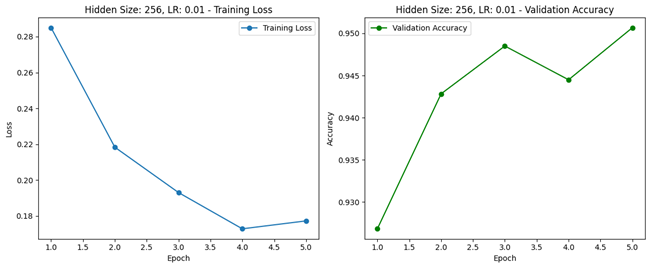 Hidden Size: 256, LR: 0.01 - Training Loss
Training Loss
Loss
0.28
0.26
0.24
0.22
0.20
0.18
1.0 1.5 2.0 2.5 3.0 3.5 4.0 4.5 5.0
Epoch
Hidden Size: 256, LR: 0.01 - Validation Accuracy
Validation Accuracy
Accuracy
0.950
0.945
0.940
0.935
0.930
1.0 1.5 2.0 2.5 3.0 3.5 4.0 4.5 5.0
Epoch